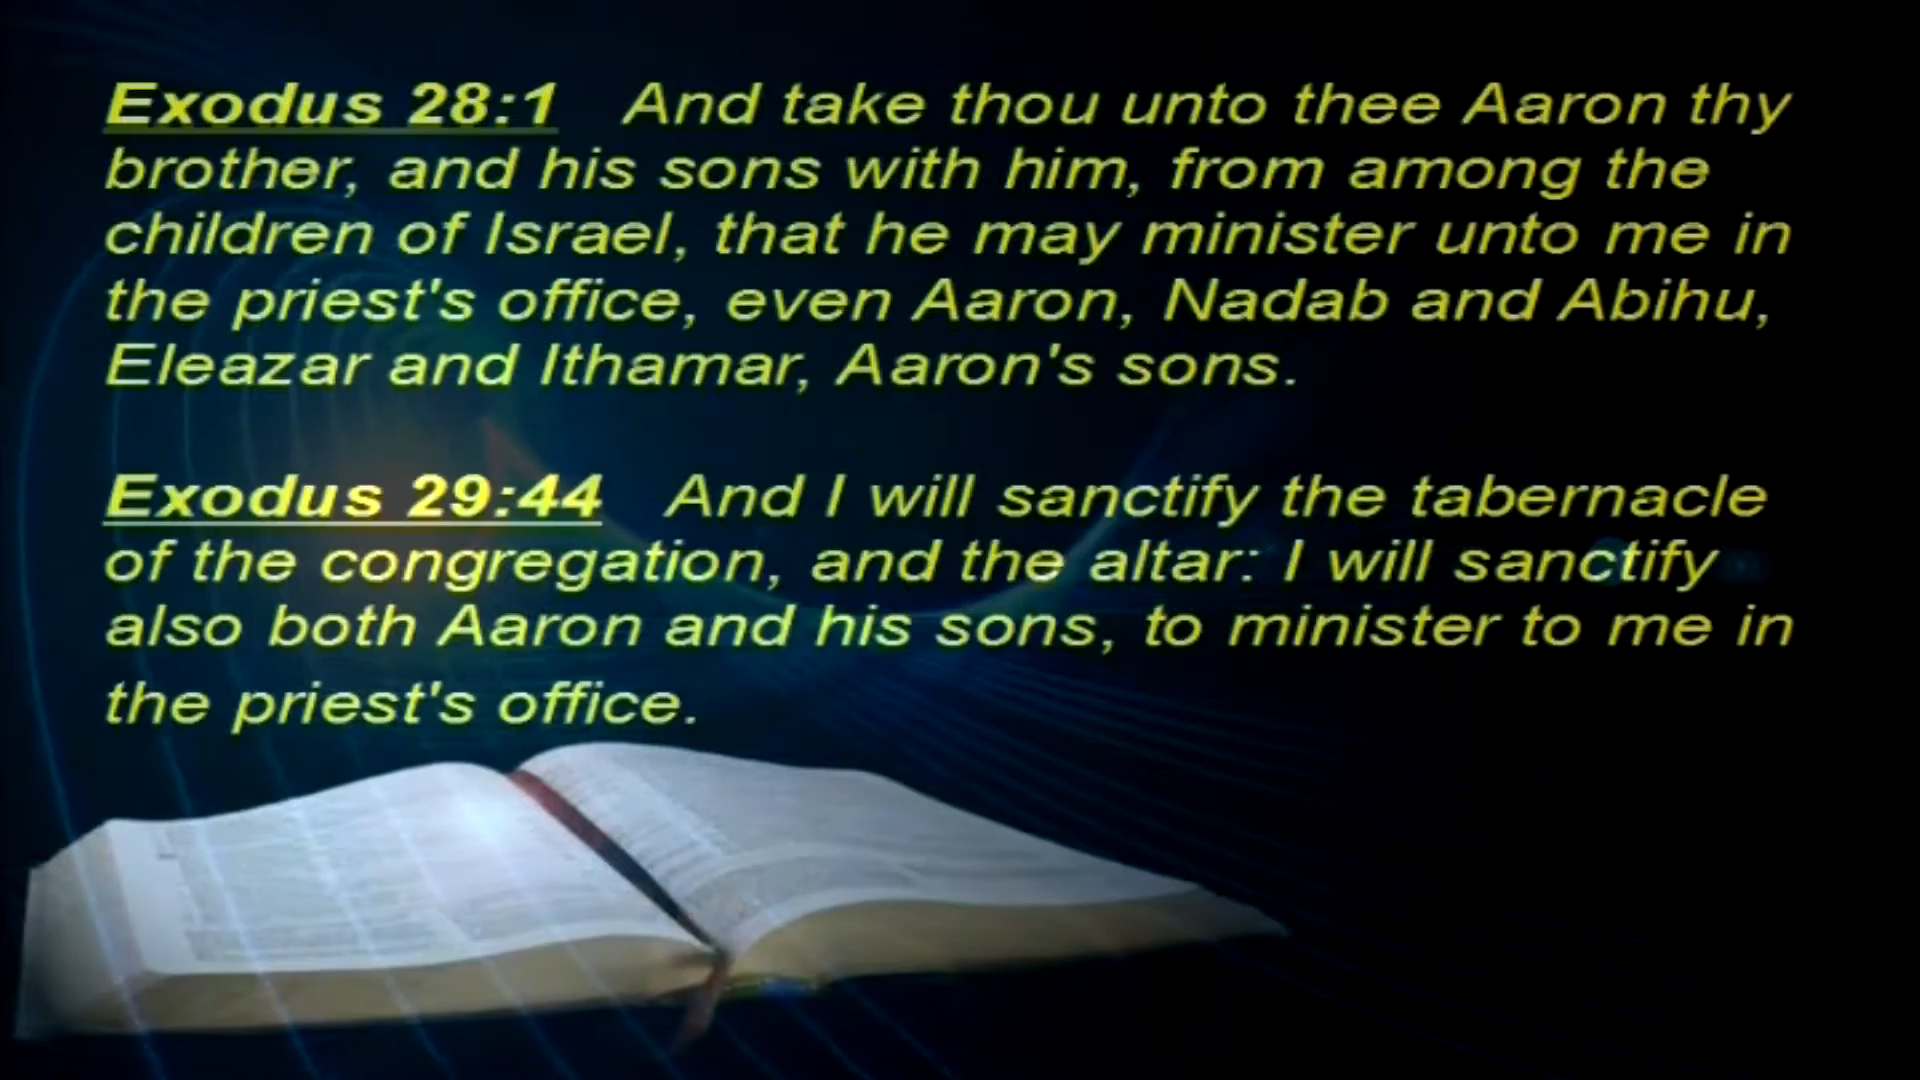 Exodus 28:1 And take thou unto thee Aaron thy
brother, and his sons with him, from among the
children of Israel, that he may minister unto me in
the priest's office, even Aaron, Nadab and Abihu,
Eleazar and Ithamar, Aaron's sons.
Exodus 29:44 And I will sanctify the tabernacle
of the congregation, and the altar: I will sanctify
also both Aaron and his sons, to minister to me in
the priest's office.